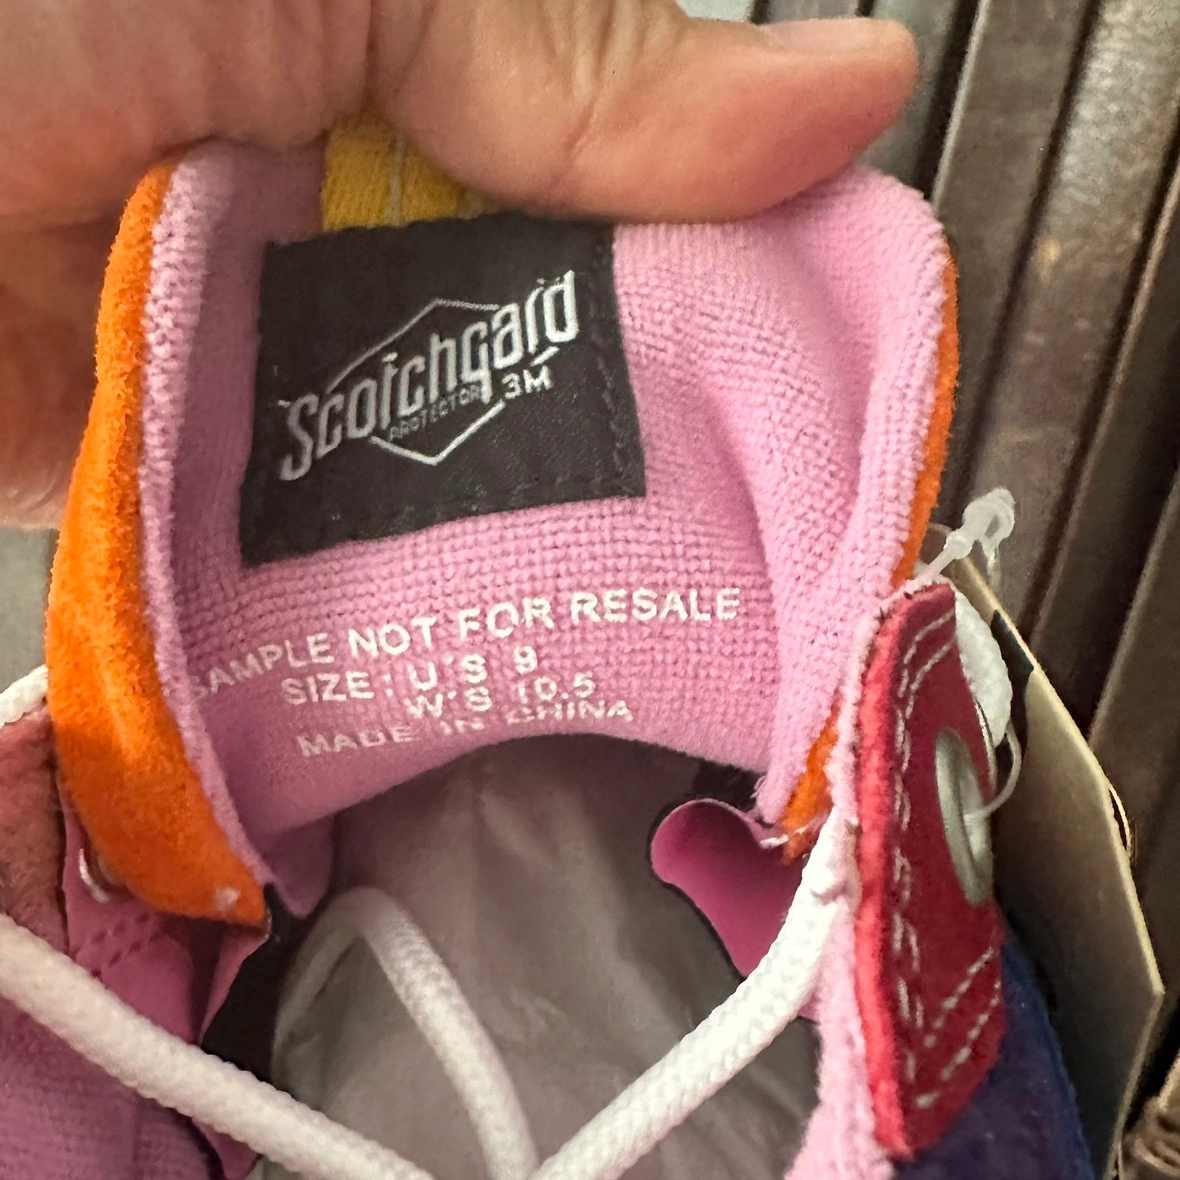 Scotchgard
PROTECTOR 3M
SAMPLE NOT FOR RESALE
SIZE: U'S 9
W'S 10.5
MADE IN CHINA